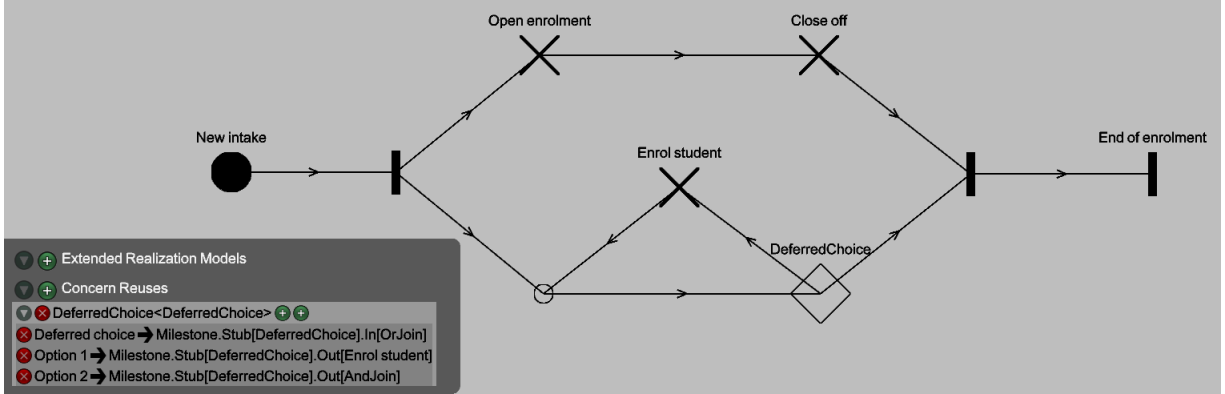 Open enrolment
Close off
New intake
Enrol student
End of enrolment
DeferredChoice
Extended Realization Models
Concern Reuses
DeferredChoice<DeferredChoice>
Deferred choice➔Milestone.Stub[DeferredChoice].In[OrJoin]
Option 1➔Milestone.Stub[DeferredChoice].Out[Enrol student]
Option 2➔Milestone.Stub[DeferredChoice].Out[AndJoin]